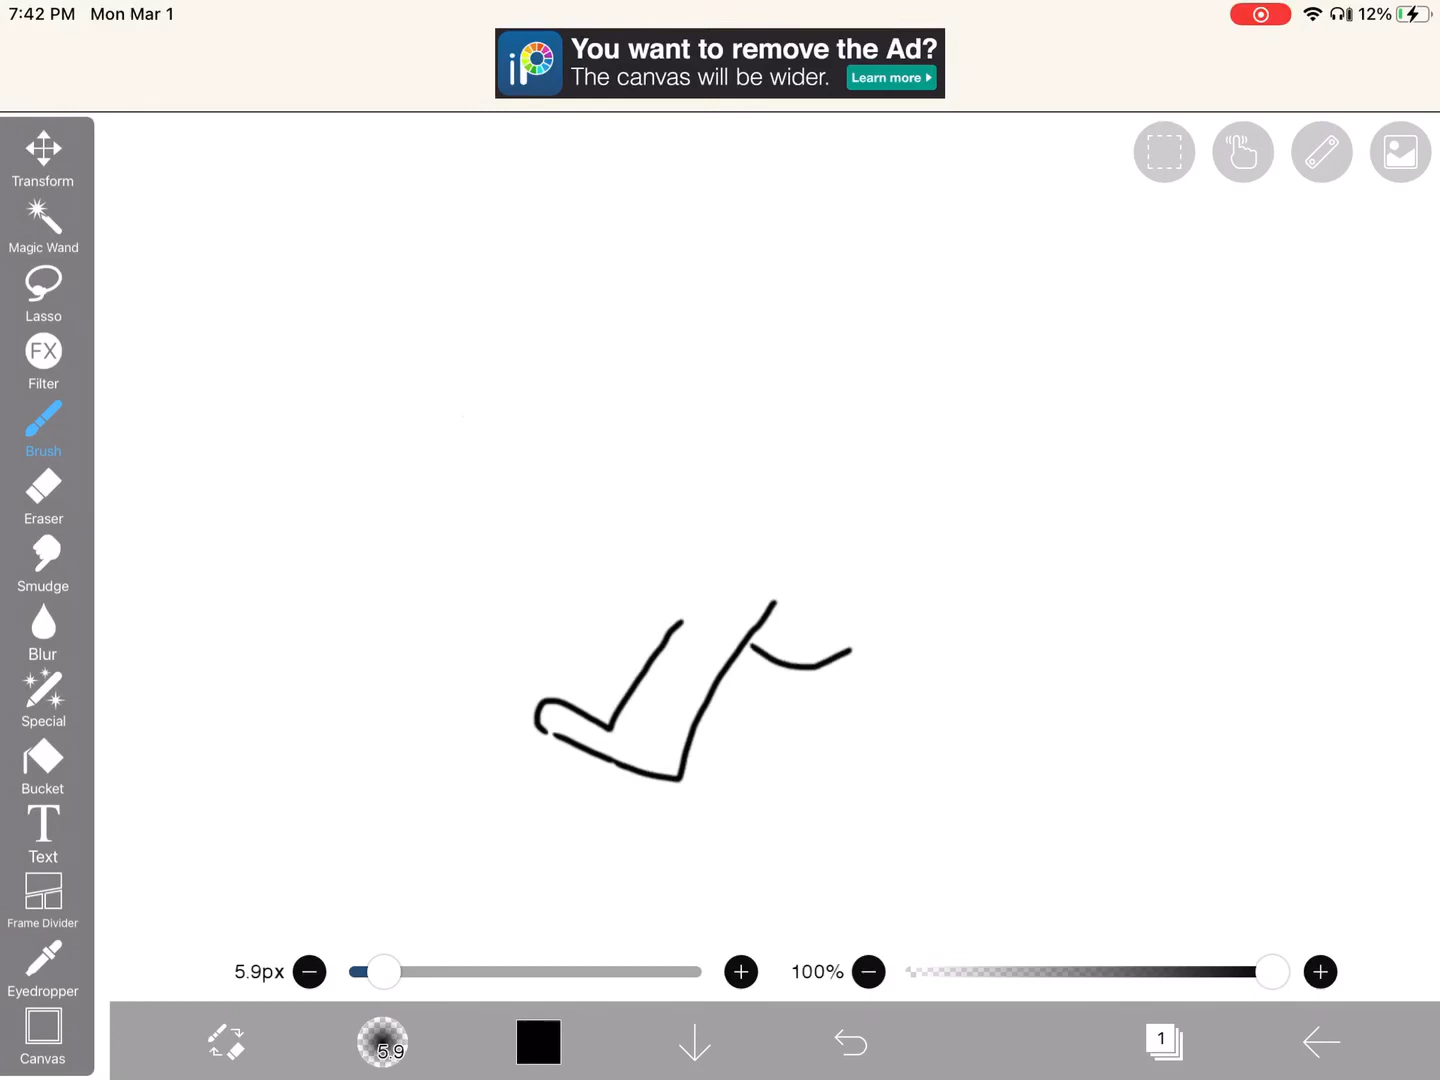 7:42 PM Mon Mar 1
12%
iP
You want to remove the Ad?
The canvas will be wider.
Learn more
Transform
Magic Wand
Lasso
FX
Filter
Brush
Eraser
Smudge
Blur
Special
Bucket
T
Text
Frame Divider
Eyedropper
Canvas
5.9px
100%
5.9
1